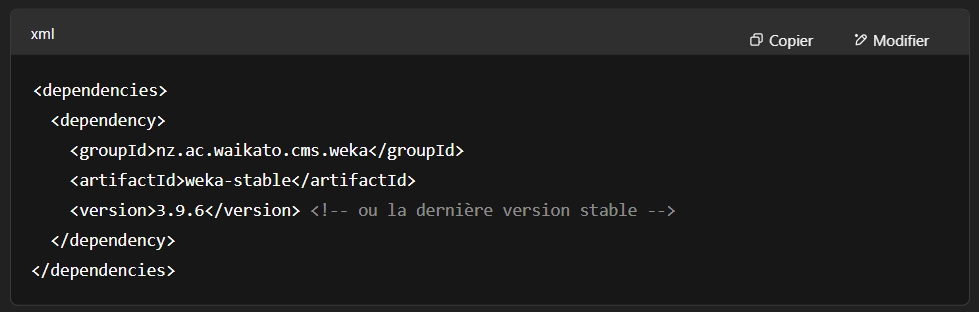 xml
Copier
Modifier
<dependencies>
  <dependency>
    <groupId>nz.ac.waikato.cms.weka</groupId>
    <artifactId>weka-stable</artifactId>
    <version>3.9.6</version> <!-- ou la dernière version stable -->
  </dependency>
</dependencies>